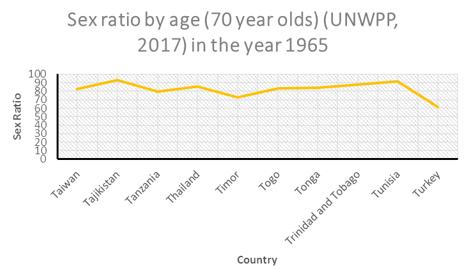 Sex ratio by age (70 year olds) (UNWPP,
2017) in the year 1965
100
90
80
70
60
50
40
30
20
10
0
Sex Ratio
Taiwan
Tajikistan
Tanzania
Thailand
Timor
Togo
Tonga
Trinidad and Tobago
Tunisia
Turkey
Country